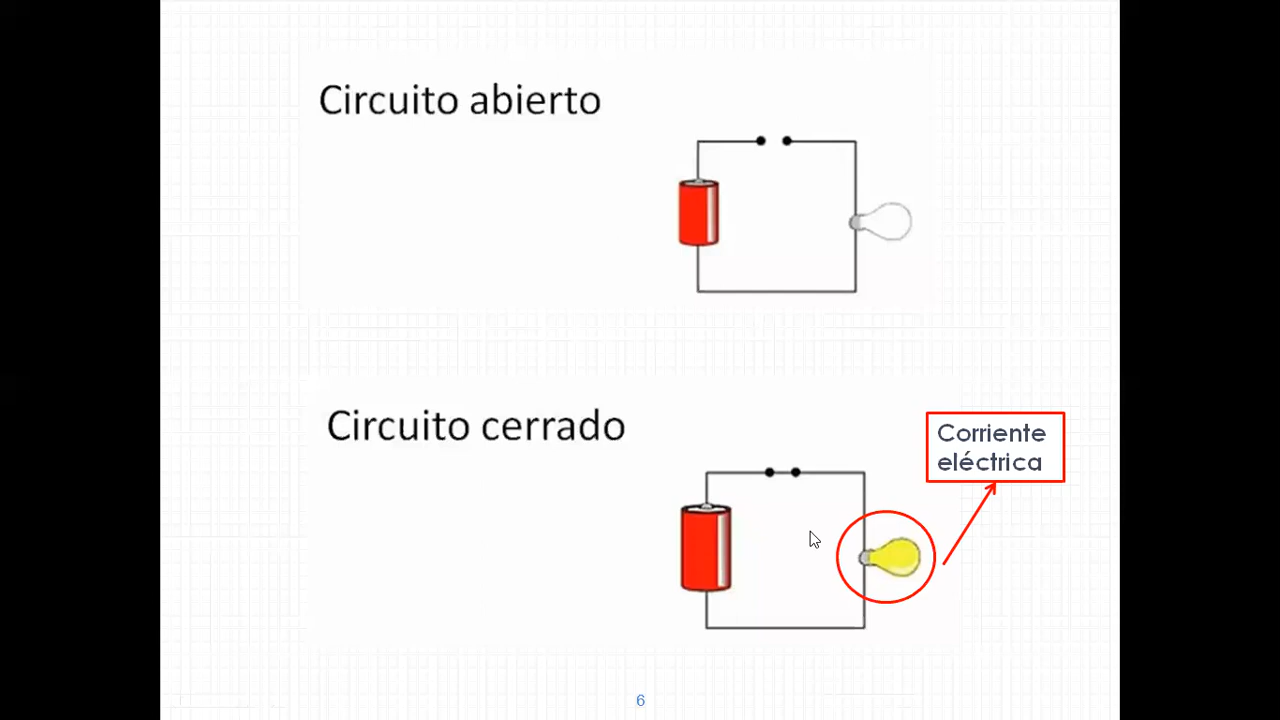 Circuito abierto
Circuito cerrado
Corriente
eléctrica
6